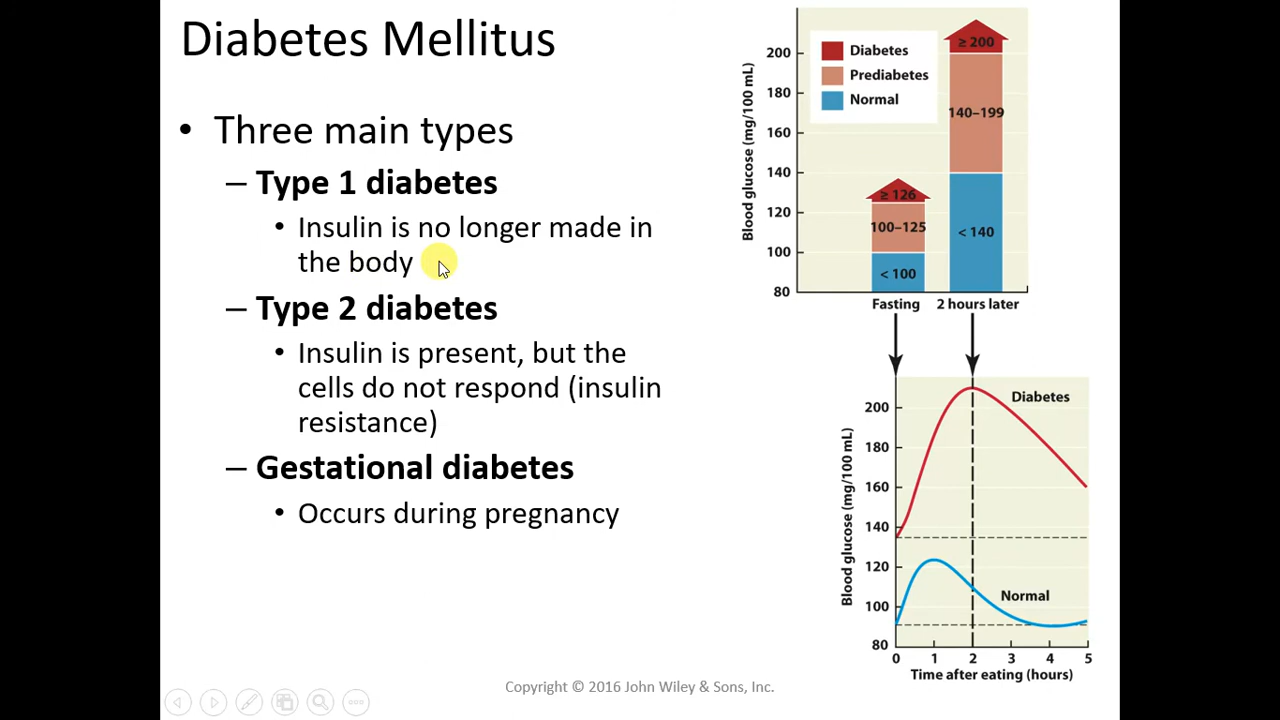 Diabetes Mellitus
• Three main types
– Type 1 diabetes
• Insulin is no longer made in
the body
– Type 2 diabetes
• Insulin is present, but the
cells do not respond (insulin
resistance)
– Gestational diabetes
• Occurs during pregnancy
Blood glucose (mg/100 mL)
200
180
160
140
120
100
80
Diabetes
Prediabetes
Normal
≥ 200
140–199
< 140
≥ 126
100–125
< 100
Fasting
2 hours later
Blood glucose (mg/100 mL)
200
180
160
140
120
100
80
Diabetes
Normal
0 1 2 3 4 5
Time after eating (hours)
Copyright © 2016 John Wiley & Sons, Inc.